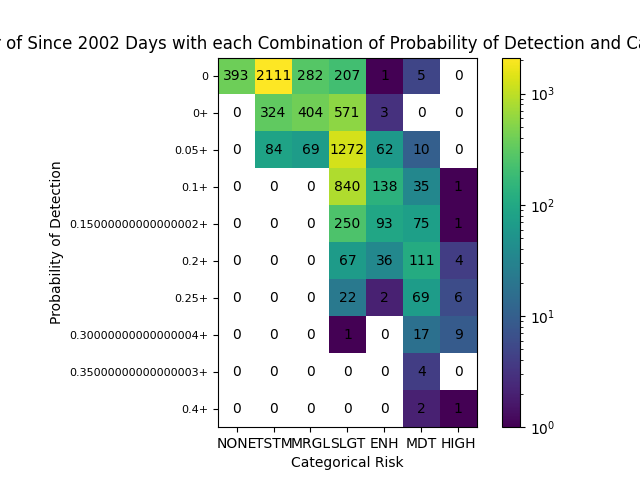 of Since 2002 Days with each Combination of Probability of Detection and Ca
0 393 2111 282 207 1 5 0
0+ 0 324 404 571 3 0 0
0.05+ 0 84 69 1272 62 10 0
0.1+ 0 0 0 840 138 35 1
0.15000000000000002+ 0 0 0 250 93 75 1
0.2+ 0 0 0 67 36 111 4
0.25+ 0 0 0 22 2 69 6
0.30000000000000004+ 0 0 0 1 0 17 9
0.35000000000000003+ 0 0 0 0 0 4 0
0.4+ 0 0 0 0 0 2 1
NONE TSTM MRGL SLGT ENH MDT HIGH
Categorical Risk
Probability of Detection
10³
10²
10¹
10⁰